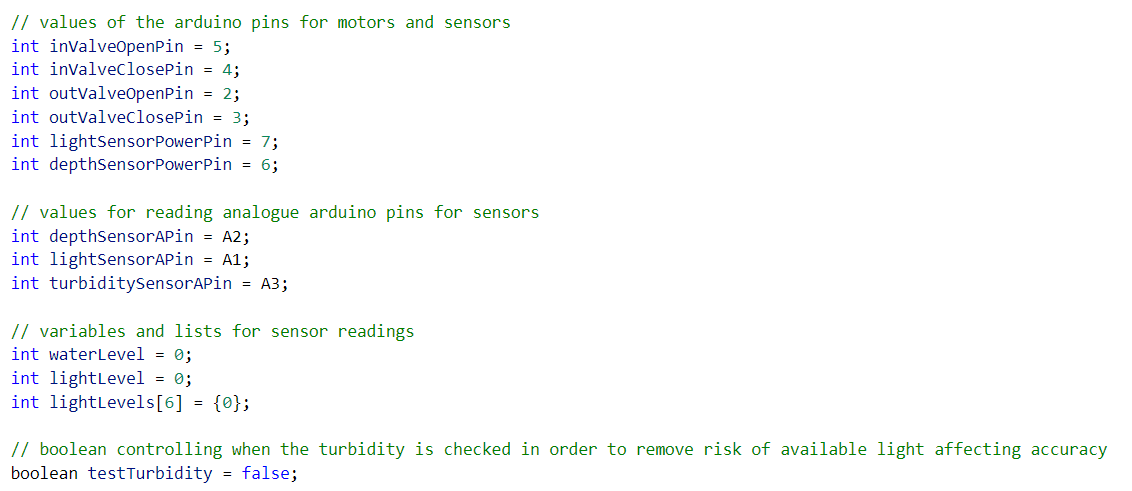 // values of the arduino pins for motors and sensors
int inValveOpenPin = 5;
int inValveClosePin = 4;
int outValveOpenPin = 2;
int outValveClosePin = 3;
int lightSensorPowerPin = 7;
int depthSensorPowerPin = 6;
// values for reading analogue arduino pins for sensors
int depthSensorAPin = A2;
int lightSensorAPin = A1;
int turbiditySensorAPin = A3;
// variables and lists for sensor readings
int waterLevel = 0;
int lightLevel = 0;
int lightLevels[6] = {0};
// boolean controlling when the turbidity is checked in order to remove risk of available light affecting accuracy
boolean testTurbidity = false;